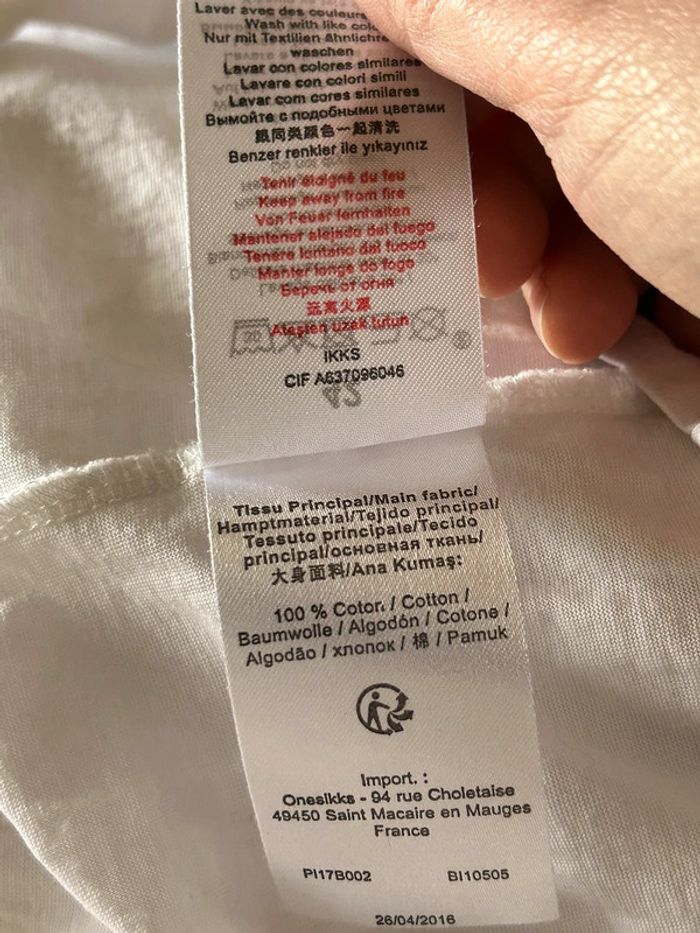 Laver avec des couleurs
Wash with like colo
Nur mit Textilien ähnliche
waschen
Lavar con colores similares
Lavare con colori simili
Lavar com cores similares
Вымойте с подобными цветами
銀同类顏色一起清洗
Benzer renkler ile yıkayınız
Tenir éloigné du feu
Keep away from fire
Von Feuer fernhalten
Mantener alejado del fuego
Tenere lontano dal fuoco
Manter longe do fogo
Беречь от огня
远离火源
Ateşten uzak tutun
IKKS
CIF A637096046
Tissu Principal/Main fabric/
Hamptmaterial/Tejido principal/
Tessuto principale/Tecido
principal/основная ткань/
大身面料/Ana Kumaş:
100 % Coton / Cotton /
Baumwolle / Algodón / Cotone /
Algodão / хлопок / 棉 / Pamuk
Import. :
Onesikks - 94 rue Choletaise
49450 Saint Macaire en Mauges
France
PI17B002 BI10505
26/04/2016